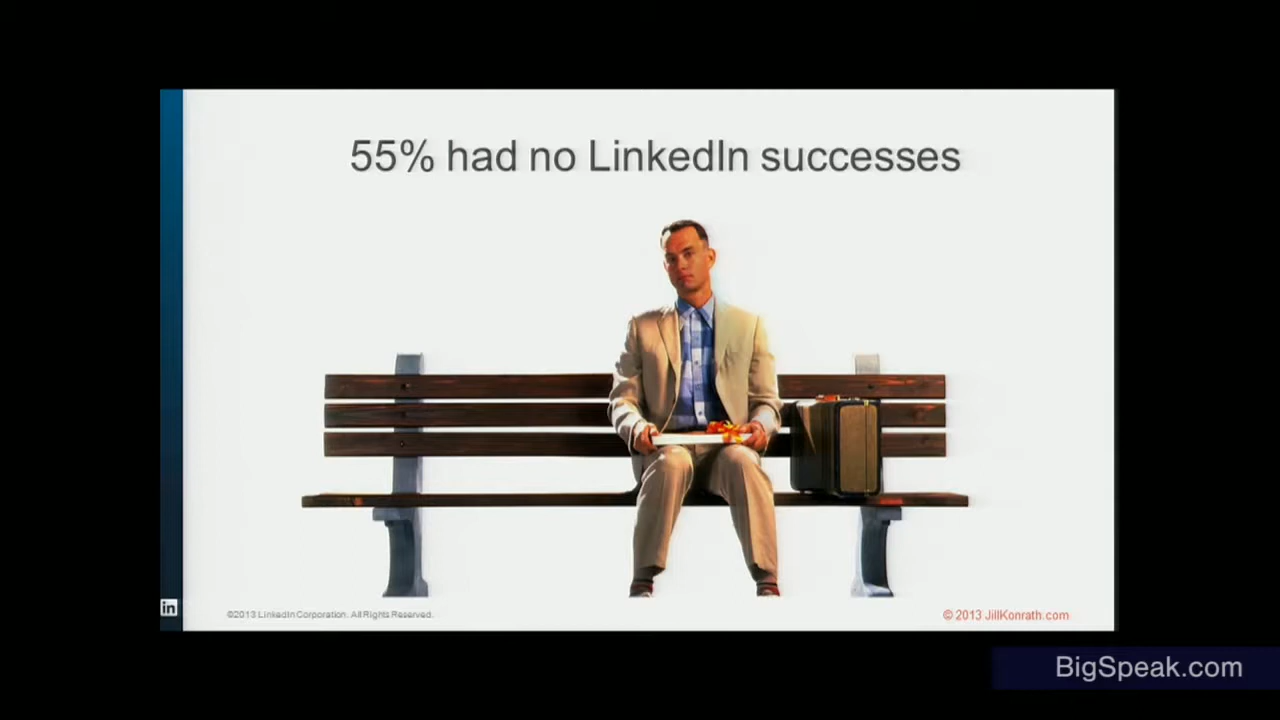 55% had no LinkedIn successes
in
©2013 LinkedIn Corporation. All Rights Reserved.
© 2013 JillKonrath.com
BigSpeak.com